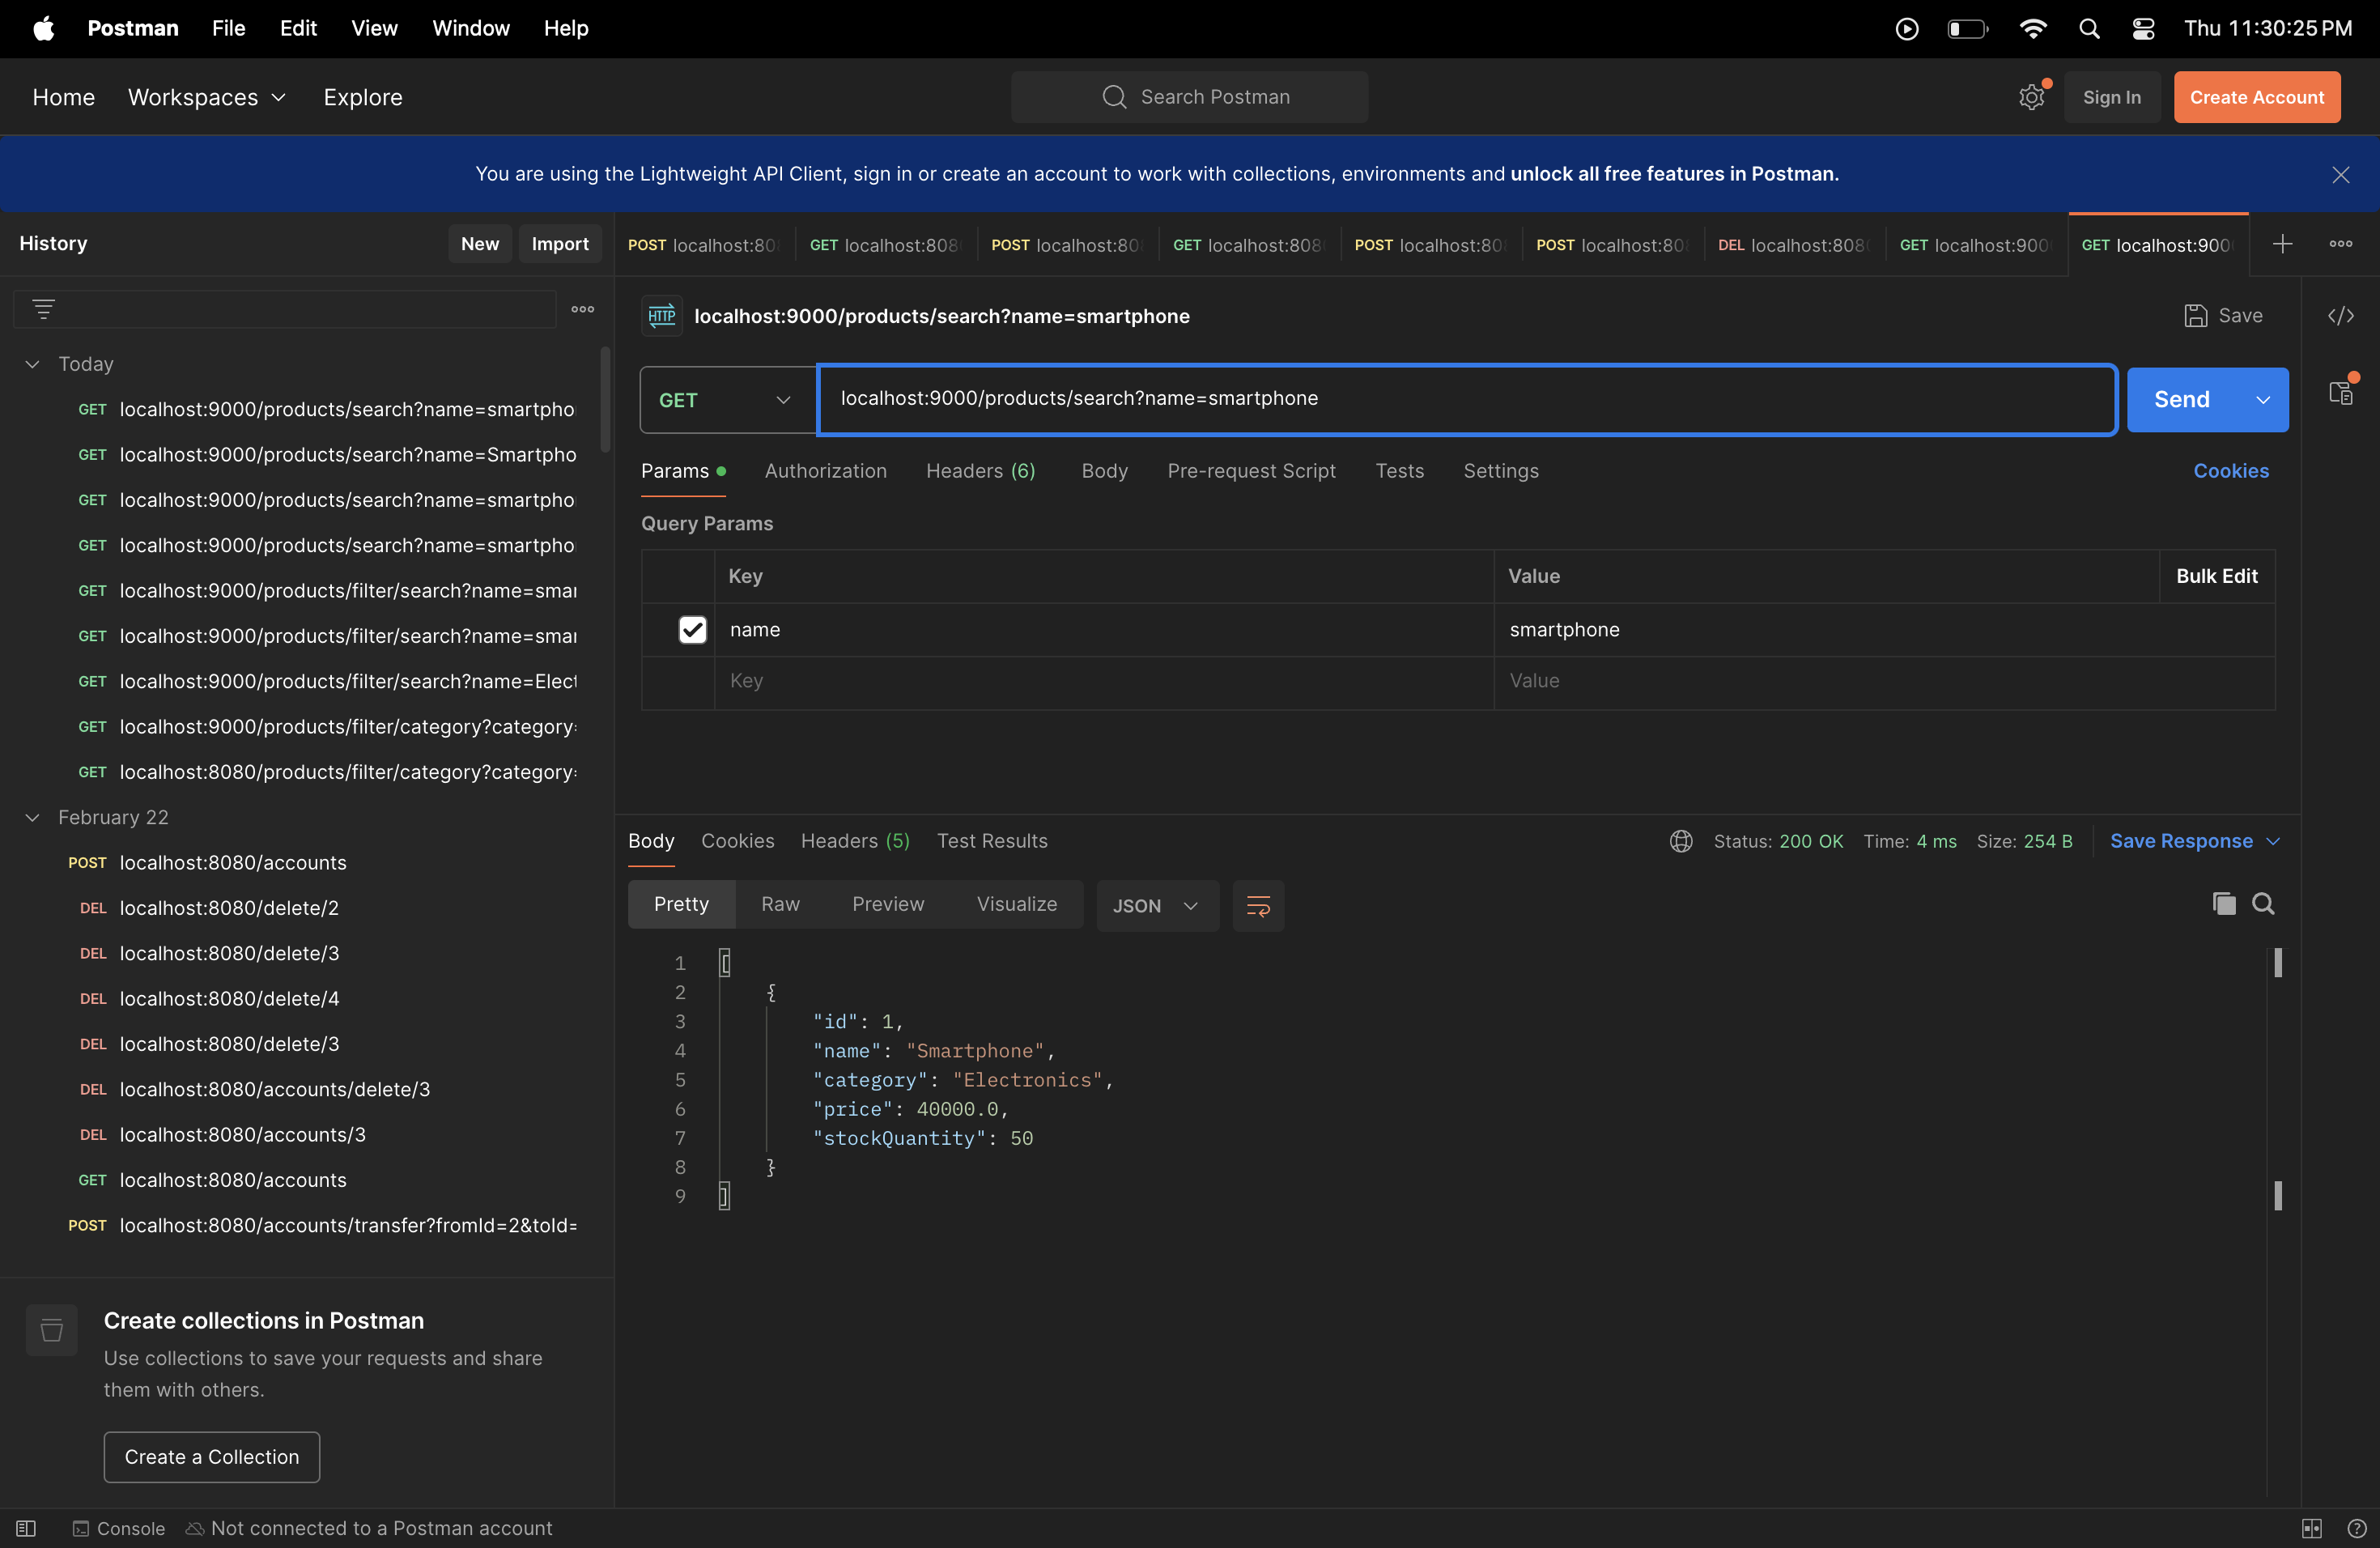 Postman File Edit View Window Help Thu 11:30:25 PM
Home Workspaces Explore Search Postman Sign In Create Account
You are using the Lightweight API Client, sign in or create an account to work with collections, environments and unlock all free features in Postman.
History New Import
POST localhost:80 GET localhost:808 POST localhost:80 GET localhost:808 POST localhost:80 POST localhost:80 DEL localhost:808 GET localhost:900 GET localhost:900
HTTP localhost:9000/products/search?name=smartphone Save
Today
GET localhost:9000/products/search?name=smartpho
GET localhost:9000/products/search?name=Smartpho
GET localhost:9000/products/search?name=smartpho
GET localhost:9000/products/search?name=smartpho
GET localhost:9000/products/filter/search?name=smar
GET localhost:9000/products/filter/search?name=smar
GET localhost:9000/products/filter/search?name=Elect
GET localhost:9000/products/filter/category?category=
GET localhost:8080/products/filter/category?category=
February 22
POST localhost:8080/accounts
DEL localhost:8080/delete/2
DEL localhost:8080/delete/3
DEL localhost:8080/delete/4
DEL localhost:8080/delete/3
DEL localhost:8080/accounts/delete/3
DEL localhost:8080/accounts/3
GET localhost:8080/accounts
POST localhost:8080/accounts/transfer?fromId=2&toId=
Create collections in Postman
Use collections to save your requests and share
them with others.
Create a Collection
GET localhost:9000/products/search?name=smartphone Send
Params Authorization Headers (6) Body Pre-request Script Tests Settings Cookies
Query Params
Key Value Bulk Edit
name smartphone
Key Value
Body Cookies Headers (5) Test Results Status: 200 OK Time: 4 ms Size: 254 B Save Response
Pretty Raw Preview Visualize JSON
1 [
2 {
3 "id": 1,
4 "name": "Smartphone",
5 "category": "Electronics",
6 "price": 40000.0,
7 "stockQuantity": 50
8 }
9 ]
Console Not connected to a Postman account